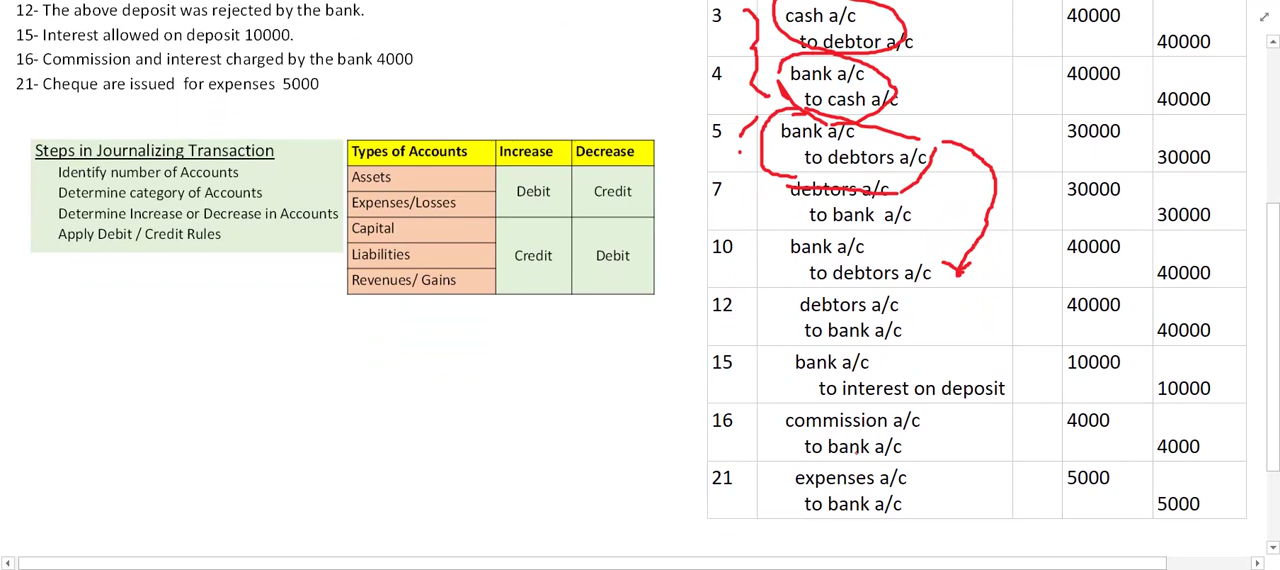 12- The above deposit was rejected by the bank.
15- Interest allowed on deposit 10000.
16- Commission and interest charged by the bank 4000
21- Cheque are issued  for expenses  5000
Steps in Journalizing Transaction
Identify number of Accounts
Determine category of Accounts
Determine Increase or Decrease in Accounts
Apply Debit / Credit Rules
Types of Accounts Increase Decrease
Assets
Expenses/Losses
Debit Credit
Capital
Liabilities
Revenues/ Gains
Credit Debit
3 cash a/c 40000
to debtor a/c 40000
4 bank a/c 40000
to cash a/c 40000
5 bank a/c 30000
to debtors a/c 30000
7 debtors a/c 30000
to bank  a/c 30000
10 bank a/c 40000
to debtors a/c 40000
12 debtors a/c 40000
to bank a/c 40000
15 bank a/c 10000
to interest on deposit 10000
16 commission a/c 4000
to bank a/c 4000
21 expenses a/c 5000
to bank a/c 5000